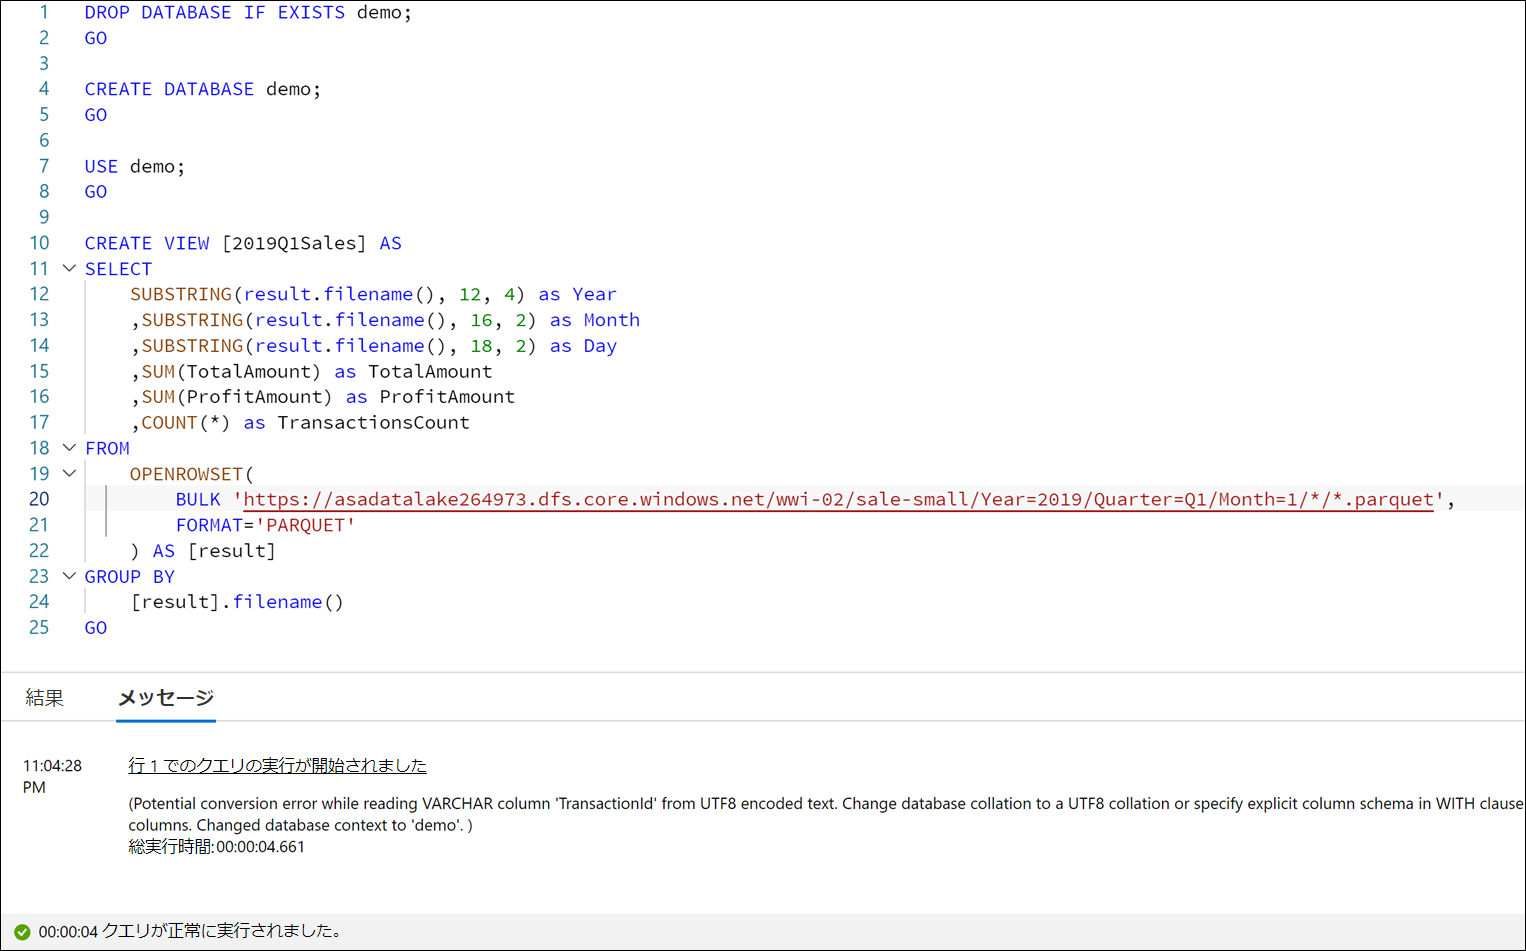 1 DROP DATABASE IF EXISTS demo;
2 GO
3
4 CREATE DATABASE demo;
5 GO
6
7 USE demo;
8 GO
9
10 CREATE VIEW [2019Q1Sales] AS
11 SELECT
12 SUBSTRING(result.filename(), 12, 4) as Year
13 ,SUBSTRING(result.filename(), 16, 2) as Month
14 ,SUBSTRING(result.filename(), 18, 2) as Day
15 ,SUM(TotalAmount) as TotalAmount
16 ,SUM(ProfitAmount) as ProfitAmount
17 ,COUNT(*) as TransactionsCount
18 FROM
19 OPENROWSET(
20 BULK 'https://asadatalake264973.dfs.core.windows.net/wwi-02/sale-small/Year=2019/Quarter=Q1/Month=1/*/*.parquet',
21 FORMAT='PARQUET'
22 ) AS [result]
23 GROUP BY
24 [result].filename()
25 GO
結果 メッセージ
11:04:28 PM 行 1 でのクエリの実行が開始されました
(Potential conversion error while reading VARCHAR column 'TransactionId' from UTF8 encoded text. Change database collation to a UTF8 collation or specify explicit column schema in WITH clause
columns. Changed database context to 'demo'. )
総実行時間:00:00:04.661
00:00:04 クエリが正常に実行されました。